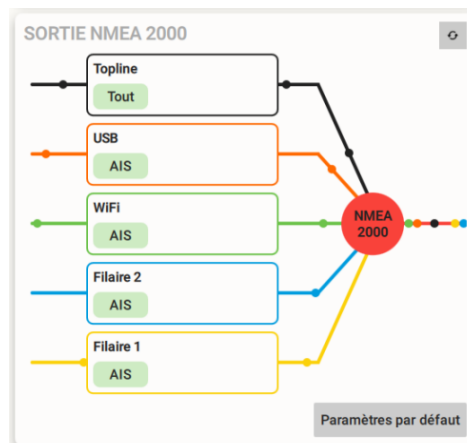 SORTIE NMEA 2000
Topline
Tout
USB
AIS
WiFi
AIS
NMEA
2000
Filaire 2
AIS
Filaire 1
AIS
Paramètres par défaut